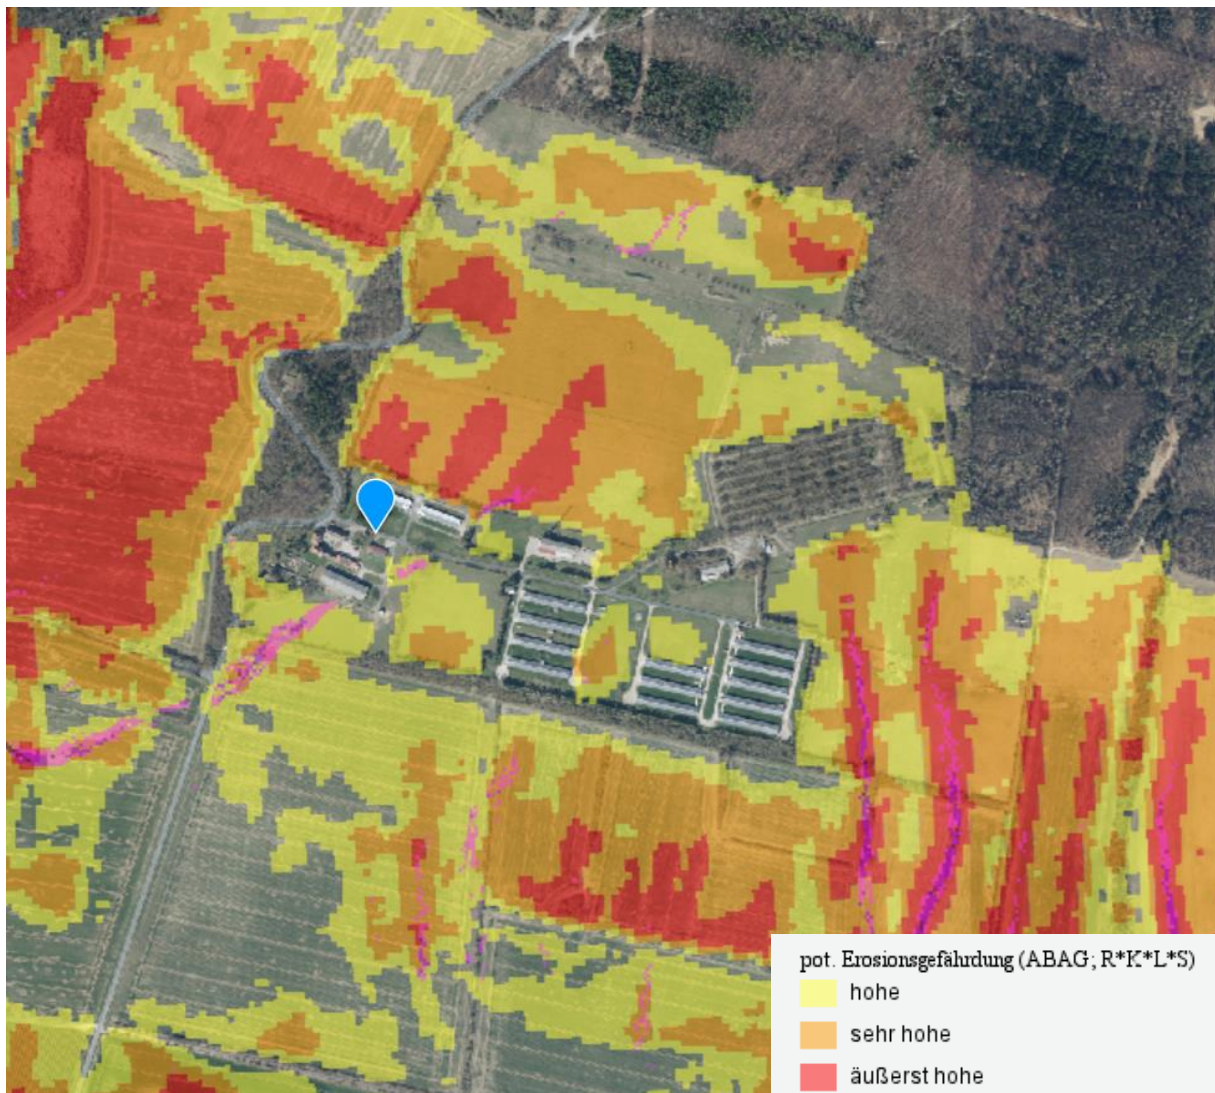 pot. Erosionsgefährdung (ABAG; R*K*L*S)
hohe
sehr hohe
äußerst hohe